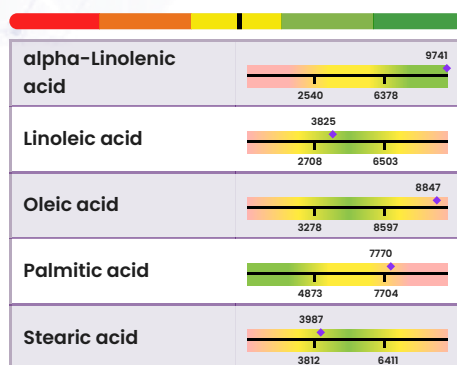 9741
alpha-Linolenic
acid
2540 6378
3825
Linoleic acid
2708 6503
8847
Oleic acid
3278 8597
7770
Palmitic acid
4873 7704
3987
Stearic acid
3812 6411